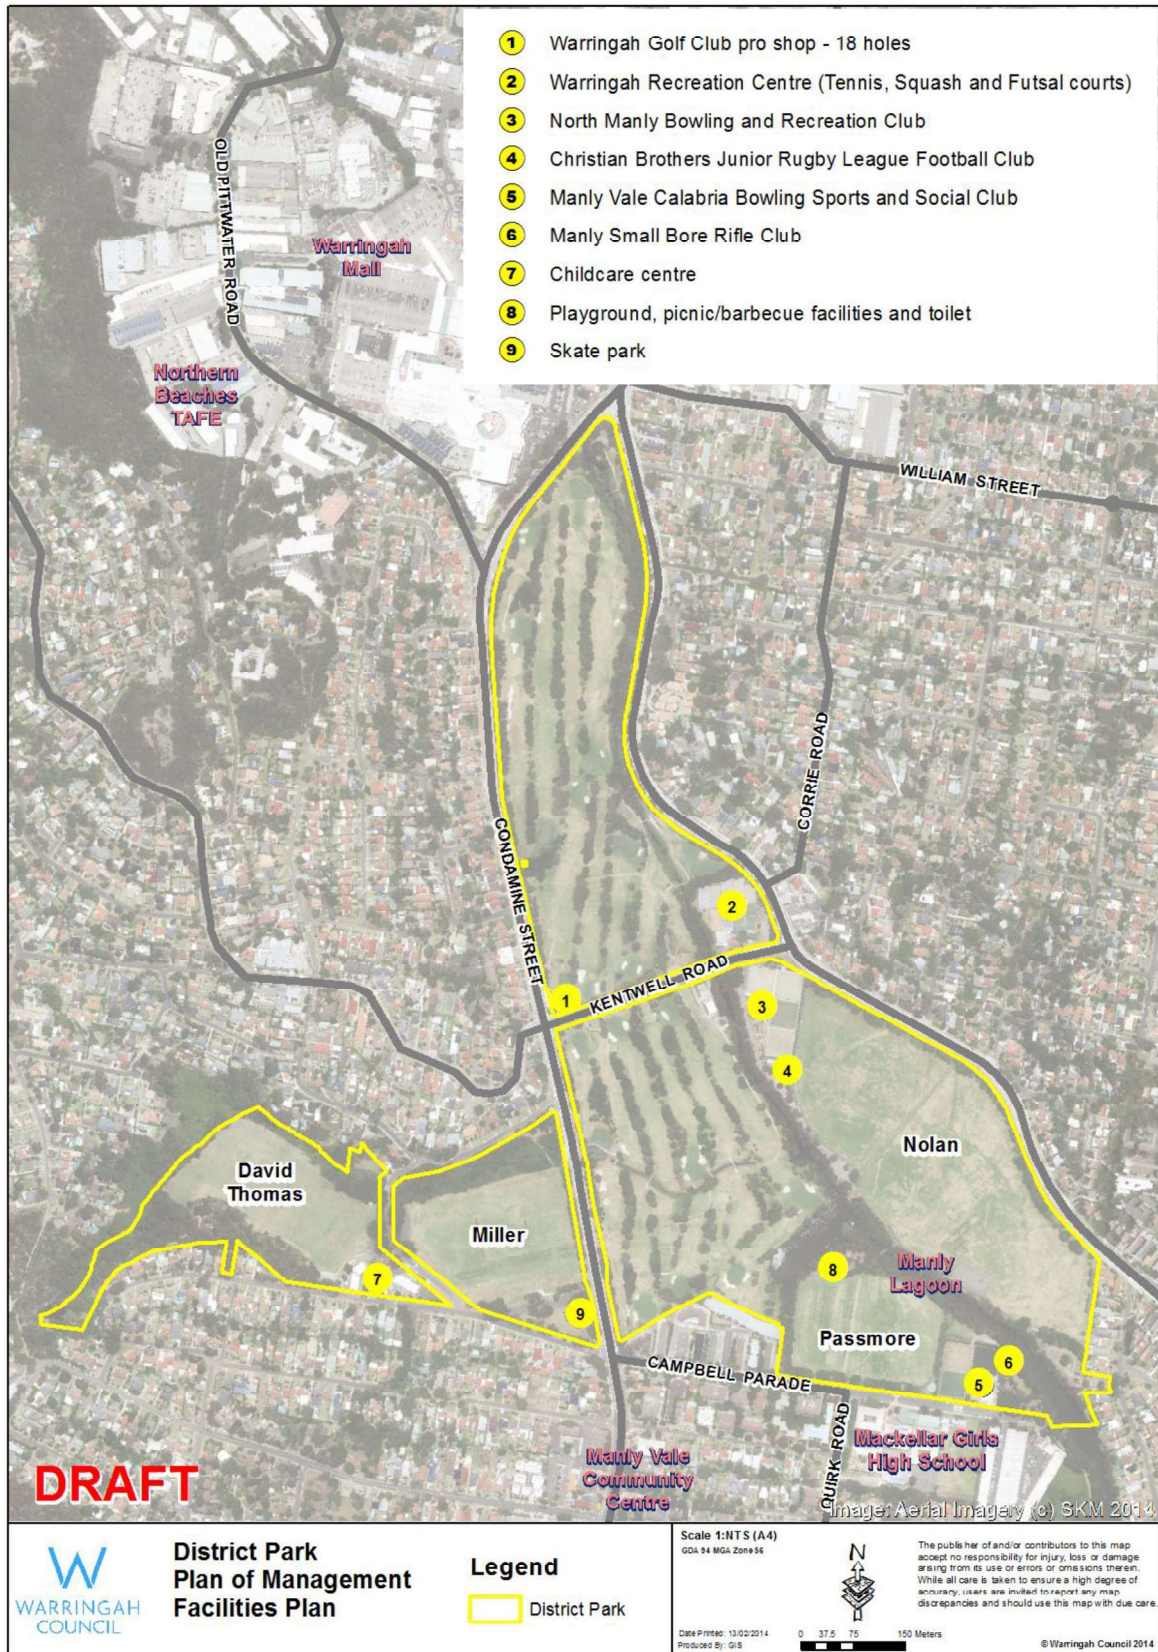 1 Warringah Golf Club pro shop - 18 holes
2 Warringah Recreation Centre (Tennis, Squash and Futsal courts)
3 North Manly Bowling and Recreation Club
4 Christian Brothers Junior Rugby League Football Club
5 Manly Vale Calabria Bowling Sports and Social Club
6 Manly Small Bore Rifle Club
7 Childcare centre
8 Playground, picnic/barbecue facilities and toilet
9 Skate park
OLD PITTWATER ROAD
Warringah
Mall
Northern
Beaches
TAFE
WILLIAM STREET
CORRIE ROAD
CONDAMINE STREET
2
KENTWELL ROAD
1
3
4
Nolan
David
Thomas
Miller
Manly
Lagoon
8
7
9
Passmore
6
5
CAMPBELL PARADE
QUIRK ROAD
Mackellar Girls
High School
Manly Vale
Community
Centre
DRAFT
Image: Aerial Imagery (c) SKM 2014
WARRINGAH
COUNCIL
District Park
Plan of Management
Facilities Plan
Legend
District Park
Scale 1:NTS (A4)
GDA 94 MGA Zone 56
N
The publisher of and/or contributors to this map
accept no responsibility for injury, loss or damage
arising from its use or errors or omissions therein.
While all care is taken to ensure a high degree of
accuracy, users are invited to report any map
discrepancies and should use this map with due care.
Date Printed: 13/02/2014
Produced By: GIS
0 37.5 75 150 Meters
© Warringah Council 2014